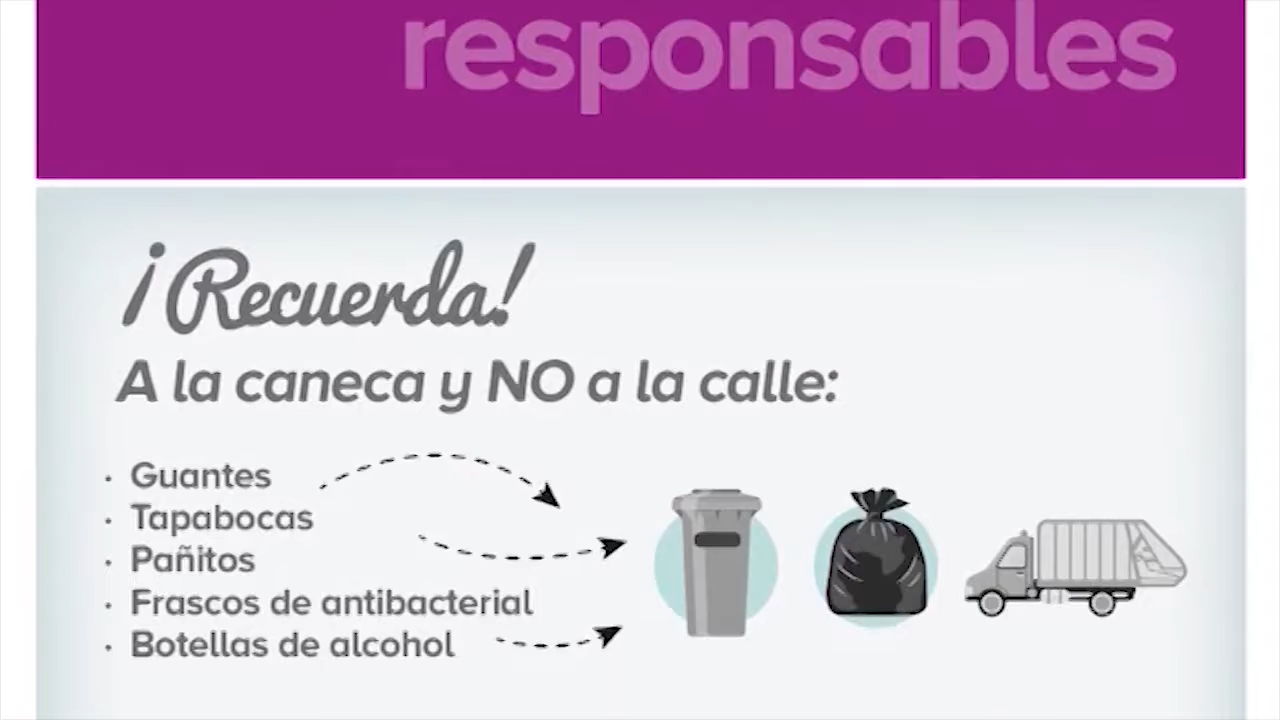 responsables
¡Recuerda!
A la caneca y NO a la calle:
· Guantes
· Tapabocas
· Pañitos
· Frascos de antibacterial
· Botellas de alcohol